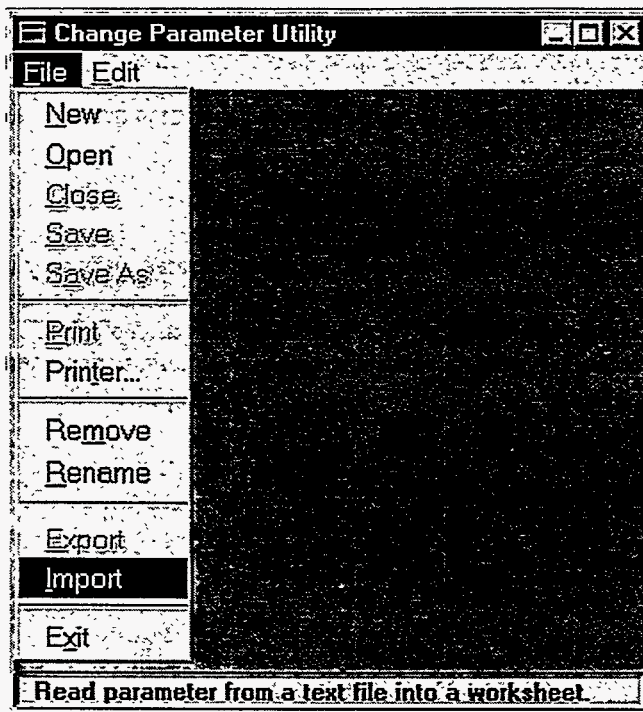 Change Parameter Utility
File Edit
New
Open
Close
Save
Save As
Print
Printer...
Remove
Rename
Export
Import
Exit
Read parameter from a text file into a worksheet.